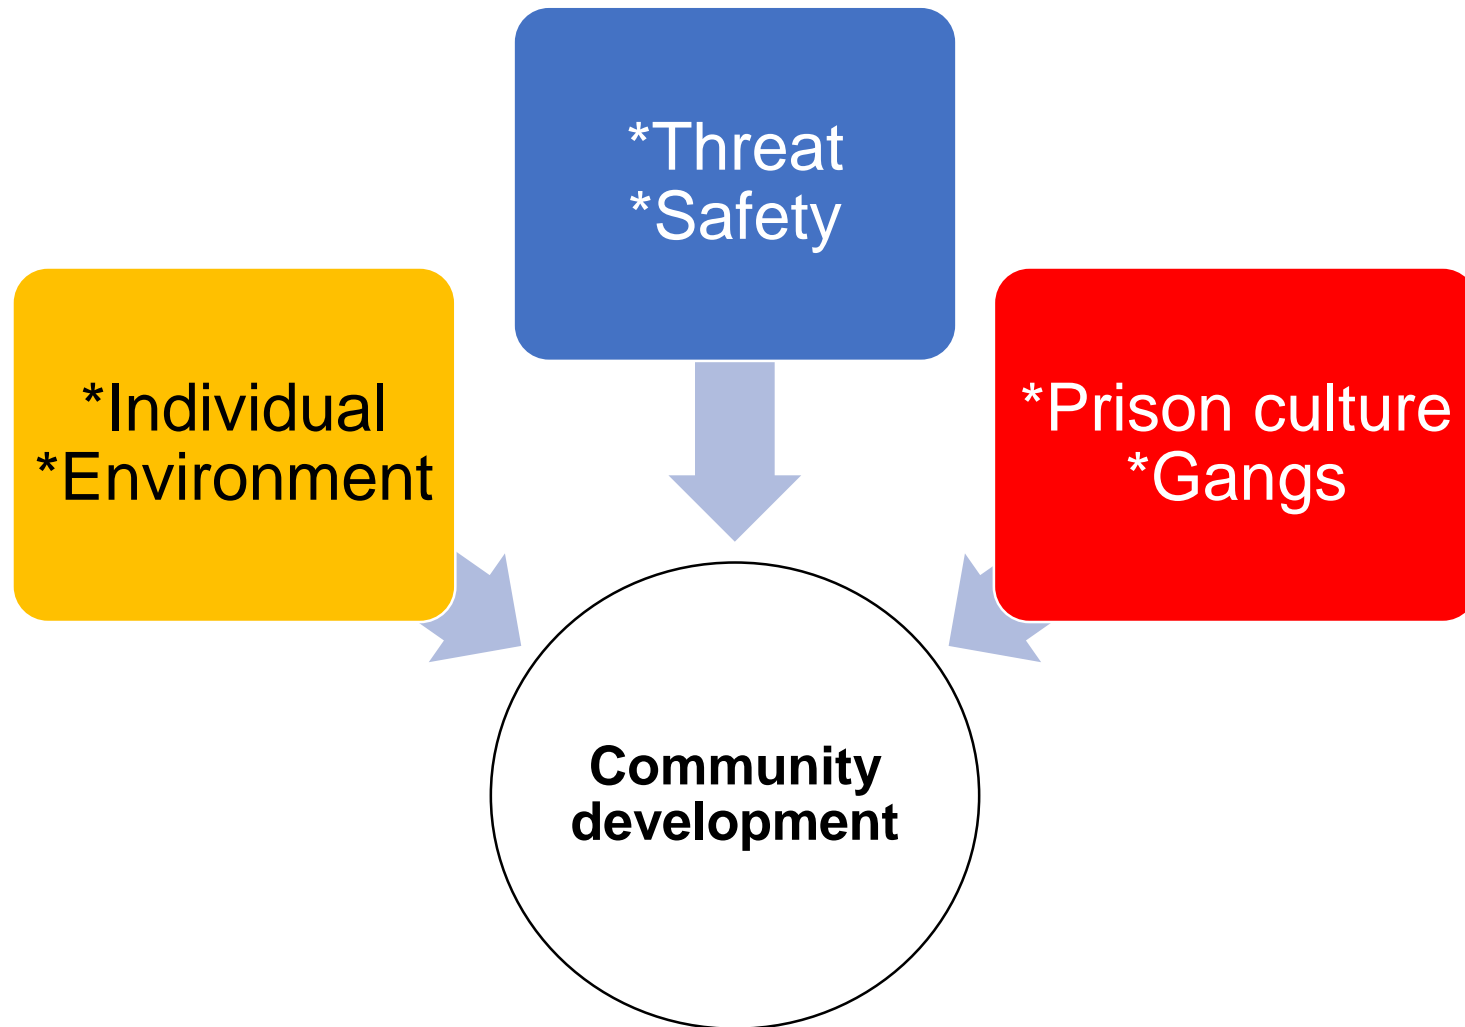 *Threat
*Safety
*Individual
*Environment
*Prison culture
*Gangs
Community
development